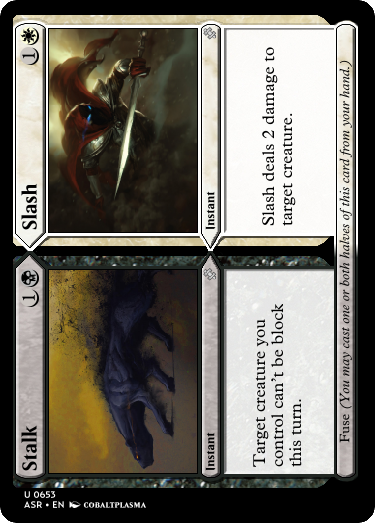 Stalk 1
Instant
Target creature you
control can't be block
this turn.
Slash 1
Instant
Slash deals 2 damage to
target creature.
Fuse (You may cast one or both halves of this card from your hand.)
U 0653
ASR • EN COBALTPLASMA